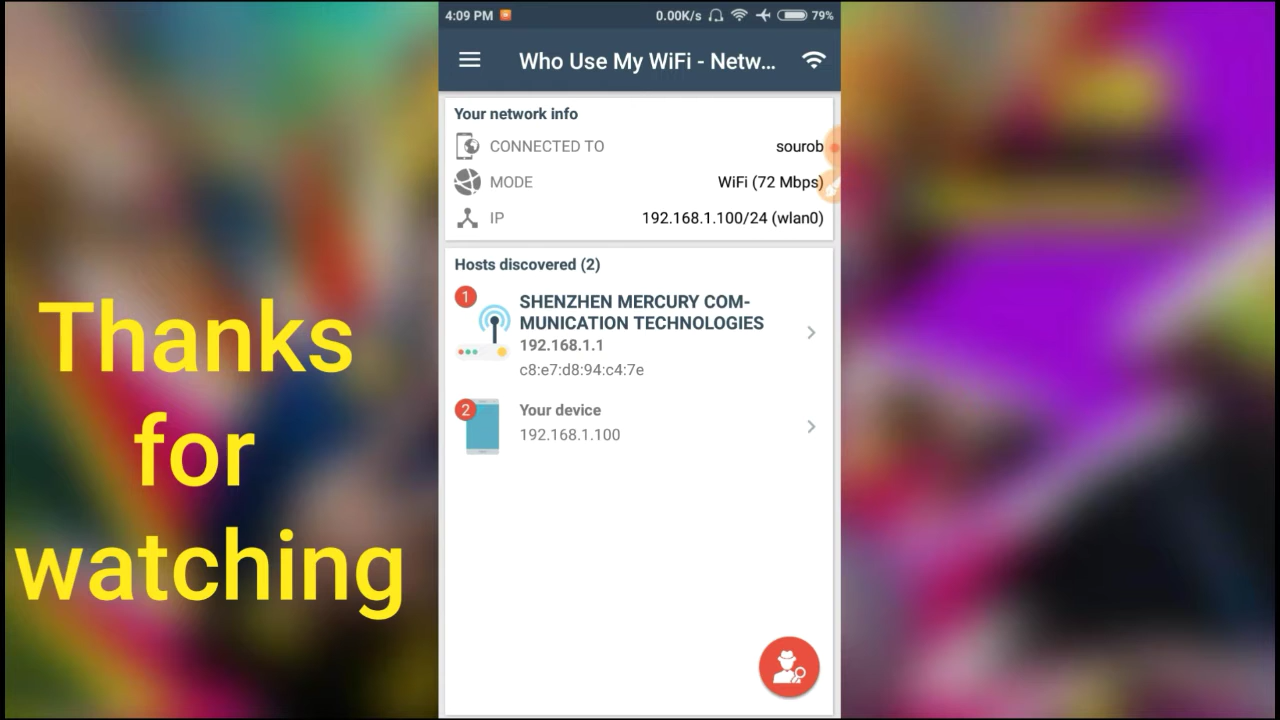 4:09 PM 0.00K/s 79%
Who Use My WiFi - Netw...
Your network info
CONNECTED TO sourob
MODE WiFi (72 Mbps)
IP 192.168.1.100/24 (wlan0)
Hosts discovered (2)
1
SHENZHEN MERCURY COM-
MUNICATION TECHNOLOGIES
192.168.1.1
c8:e7:d8:94:c4:7e
2
Your device
192.168.1.100
Thanks
for
watching